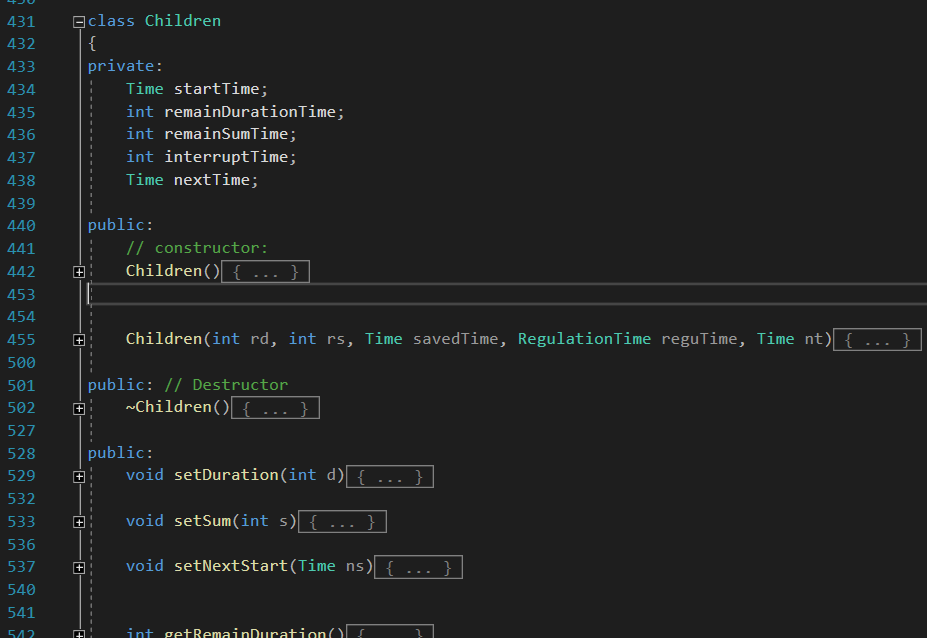 431 class Children
432 {
433 private:
434 Time startTime;
435 int remainDurationTime;
436 int remainSumTime;
437 int interruptTime;
438 Time nextTime;
439
440 public:
441 // constructor:
442 Children() { ... }
453
454
455 Children(int rd, int rs, Time savedTime, RegulationTime reguTime, Time nt) { ... }
500
501 public: // Destructor
502 ~Children() { ... }
527
528 public:
529 void setDuration(int d) { ... }
532
533 void setSum(int s) { ... }
536
537 void setNextStart(Time ns) { ... }
540
541
542 int getRemainDuration() { ... }